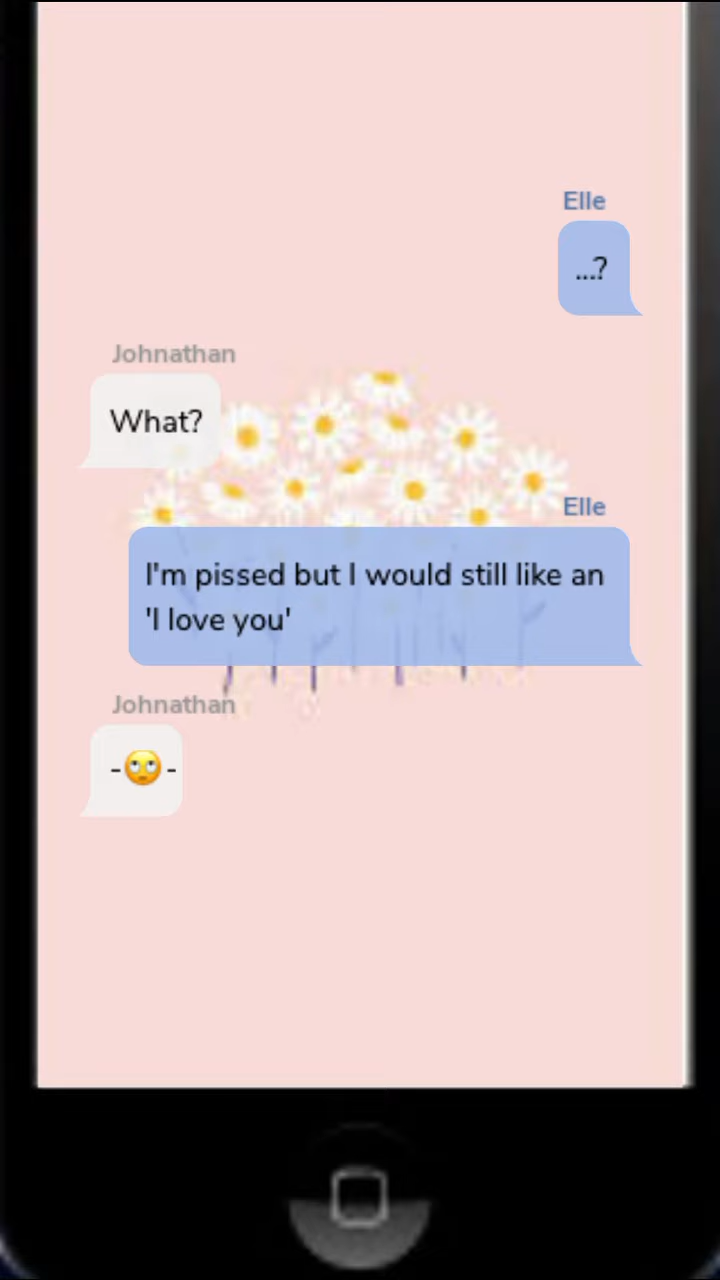 Elle
...?
Johnathan
What?
Elle
I'm pissed but I would still like an
'I love you'
Johnathan
-🙄-